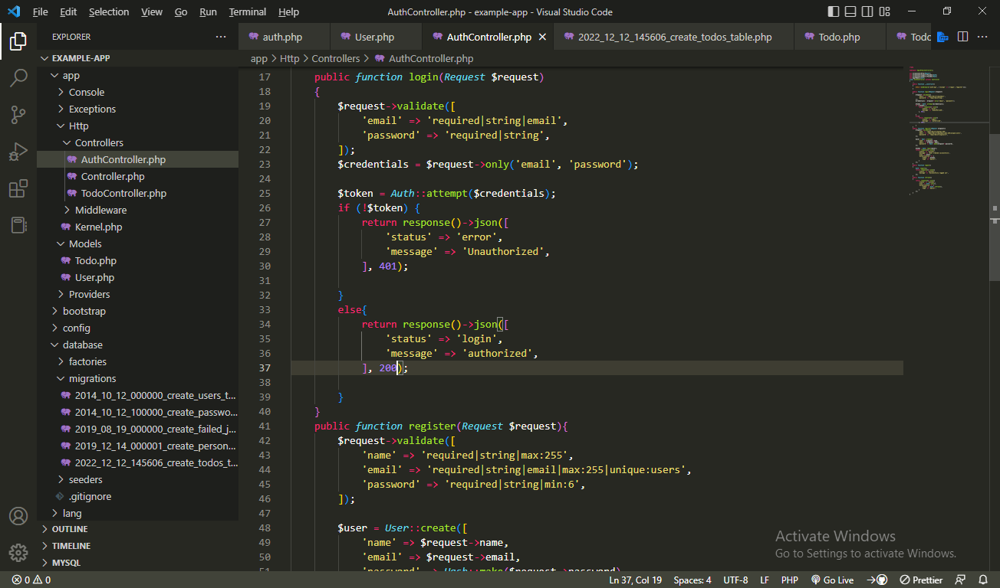 File Edit Selection View Go Run Terminal Help
AuthController.php - example-app - Visual Studio Code
EXPLORER
EXAMPLE-APP
app
Console
Exceptions
Http
Controllers
AuthController.php
Controller.php
TodoController.php
Middleware
Kernel.php
Models
Todo.php
User.php
Providers
bootstrap
config
database
factories
migrations
2014_10_12_000000_create_users_t...
2014_10_12_100000_create_passwo...
2019_08_19_000000_create_failed_j...
2019_12_14_000001_create_person...
2022_12_12_145606_create_todos_t...
seeders
.gitignore
lang
OUTLINE
TIMELINE
MYSQL
auth.php User.php AuthController.php 2022_12_12_145606_create_todos_table.php Todo.php Todc
app > Http > Controllers > AuthController.php
17 public function login(Request $request)
18 {
19 $request->validate([
20 'email' => 'required|string|email',
21 'password' => 'required|string',
22 ]);
23 $credentials = $request->only('email', 'password');
24
25 $token = Auth::attempt($credentials);
26 if (!$token) {
27 return response()->json([
28 'status' => 'error',
29 'message' => 'Unauthorized',
30 ], 401);
31
32 }
33 else{
34 return response()->json([
35 'status' => 'login',
36 'message' => 'authorized',
37 ], 200);
38
39 }
40 }
41 public function register(Request $request){
42 $request->validate([
43 'name' => 'required|string|max:255',
44 'email' => 'required|string|email|max:255|unique:users',
45 'password' => 'required|string|min:6',
46 ]);
47
48 $user = User::create([
49 'name' => $request->name,
50 'email' => $request->email,
51 'password' => Hash::make($request->password)
Activate Windows
Go to Settings to activate Windows.
0 0 Ln 37, Col 19 Spaces: 4 UTF-8 LF PHP Go Live Prettier